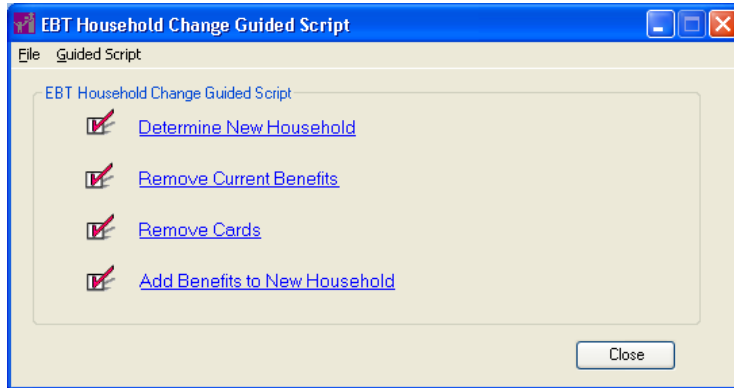 EBT Household Change Guided Script
File Guided Script
EBT Household Change Guided Script
Determine New Household
Remove Current Benefits
Remove Cards
Add Benefits to New Household
Close